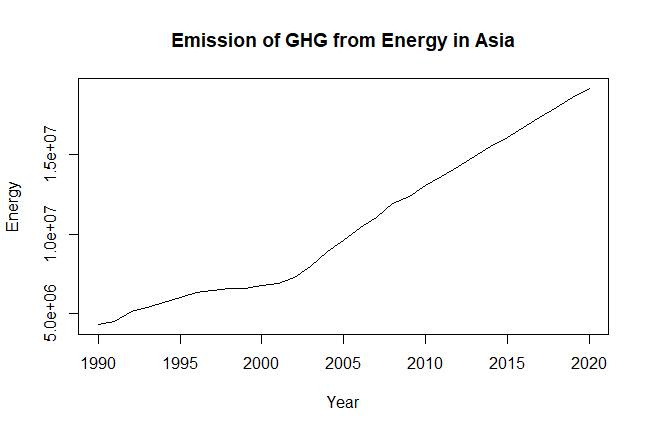 Emission of GHG from Energy in Asia
Energy
1.5e+07
1.0e+07
5.0e+06
1990 1995 2000 2005 2010 2015 2020
Year